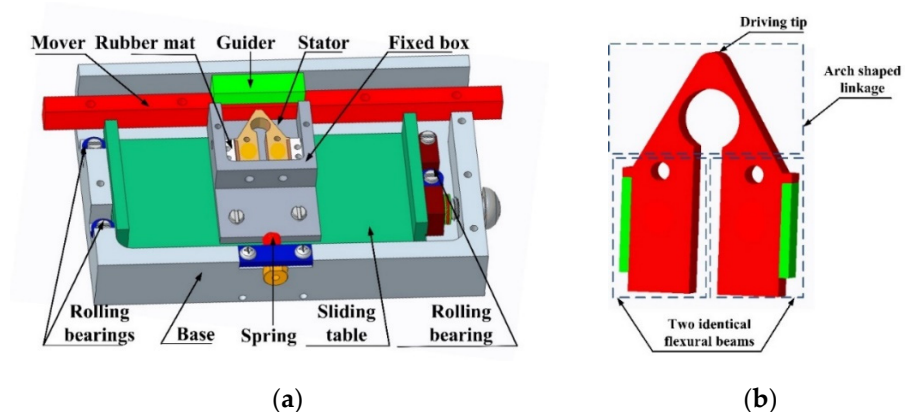 Mover Rubber mat Guider Stator Fixed box
Driving tip
Arch shaped
linkage
Rolling
bearings
Base
Spring
Sliding
table
Rolling
bearing
Two identical
flexural beams
(a)
(b)